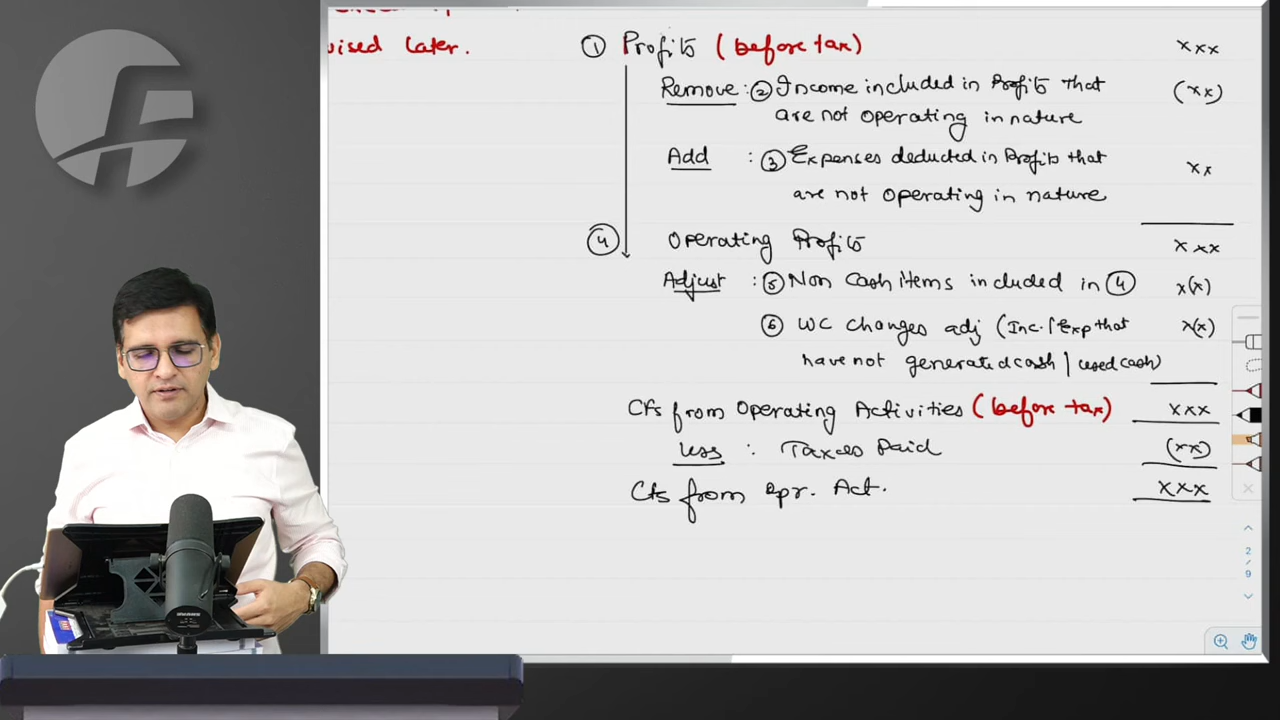 uised later.
① Profits (before tax) xxx
Remove : ② Income included in Profits that (xx)
are not operating in nature
Add : ③ Expenses deducted in Profits that xx
are not operating in nature
④ Operating Profits xxx
Adjust : ⑤ Non Cash items included in ④ x(x)
⑥ WC changes adj (Inc./Exp that x(x)
have not generated cash / used cash)
Cfs from Operating Activities (before tax) xxx
Less : Taxes Paid (xx)
Cfs from Opr. Act. xxx
2
/
9